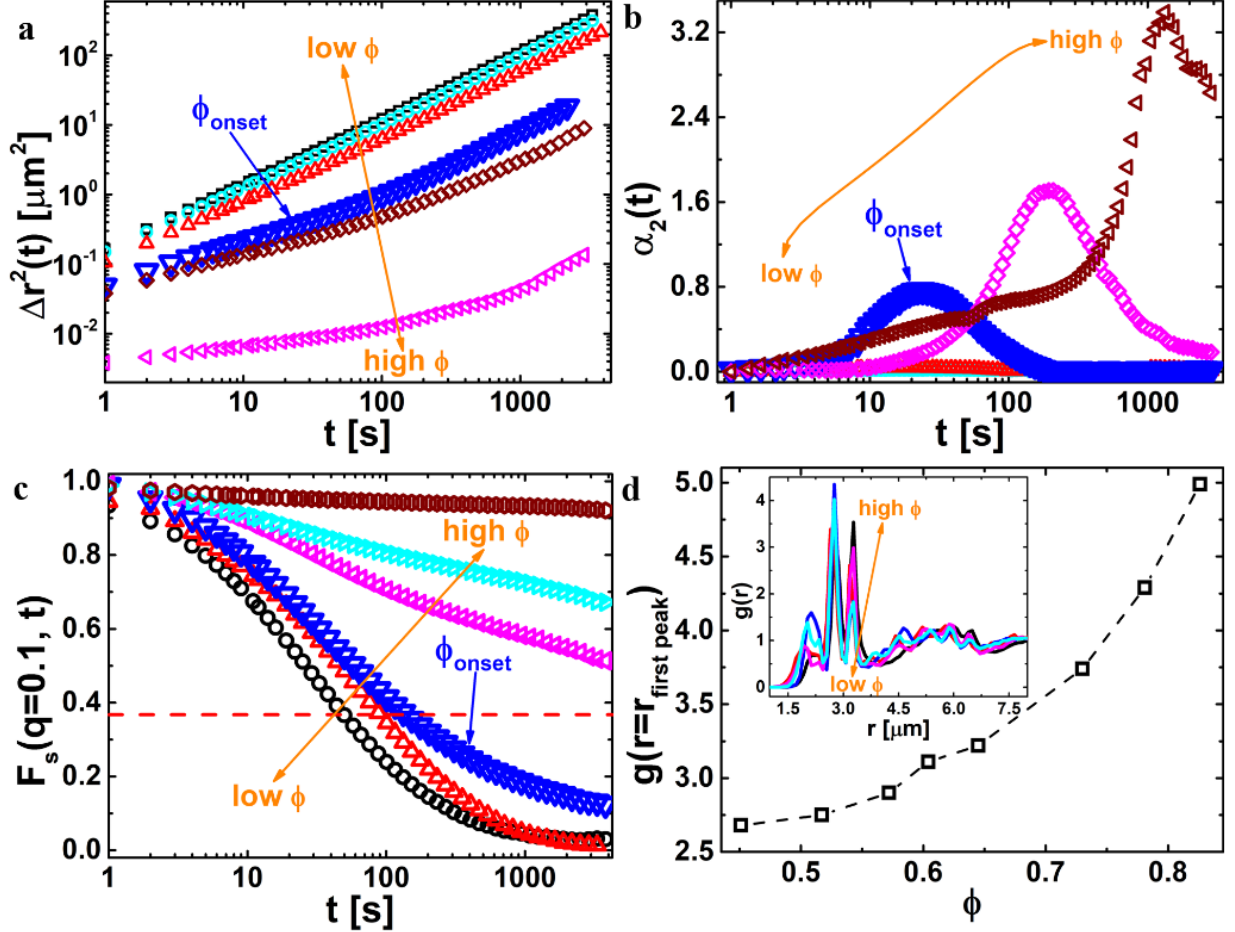 a
10²
10¹
10⁰
10⁻¹
10⁻²
Δr²(t) [μm²]
low ϕ
ϕonset
high ϕ
1
10
100
1000
t [s]
b
3.2
2.4
1.6
0.8
0.0
α₂(t)
high ϕ
low ϕ
ϕonset
1
10
100
1000
t [s]
c
1.0
0.8
0.6
0.4
0.2
0.0
Fₛ(q=0.1, t)
high ϕ
ϕonset
low ϕ
1
10
100
1000
t [s]
d
5.0
4.5
4.0
3.5
3.0
2.5
g(r=rfirst peak)
4
3
2
1
0
g(r)
high ϕ
low ϕ
1.5
3.0
4.5
6.0
7.5
r [μm]
0.5
0.6
0.7
0.8
ϕ